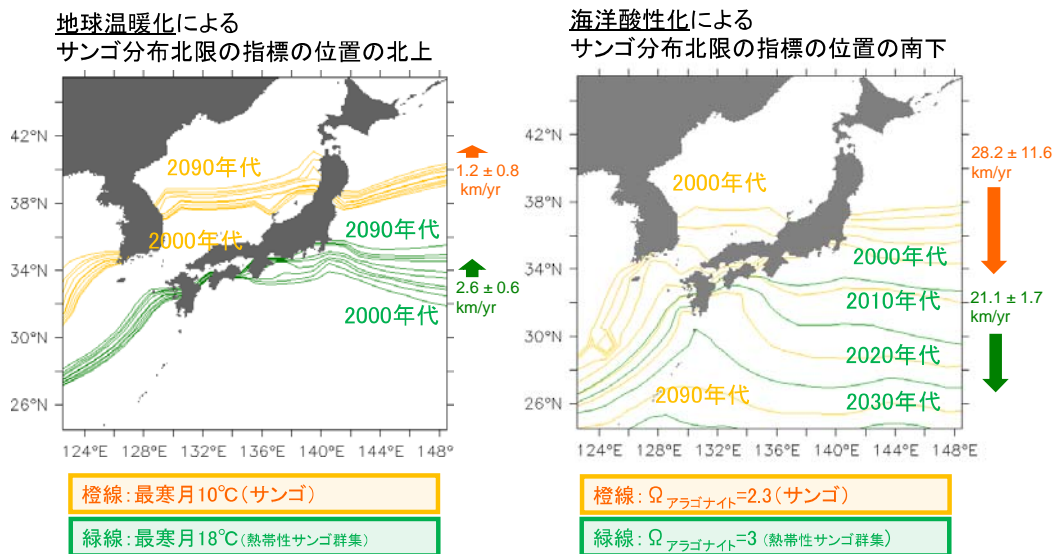 地球温暖化による
サンゴ分布北限の指標の位置の北上
42°N
38°N
34°N
30°N
26°N
124°E 128°E 132°E 136°E 140°E 144°E 148°E
2090年代
2000年代
2090年代
2000年代
1.2 ± 0.8
km/yr
2.6 ± 0.6
km/yr
橙線：最寒月10℃(サンゴ)
緑線：最寒月18℃(熱帯性サンゴ群集)
海洋酸性化による
サンゴ分布北限の指標の位置の南下
42°N
38°N
34°N
30°N
26°N
124°E 128°E 132°E 136°E 140°E 144°E 148°E
2000年代
2000年代
2010年代
2020年代
2090年代
2030年代
28.2 ± 11.6
km/yr
21.1 ± 1.7
km/yr
橙線：Ωアラゴナイト=2.3(サンゴ)
緑線：Ωアラゴナイト=3 (熱帯性サンゴ群集)